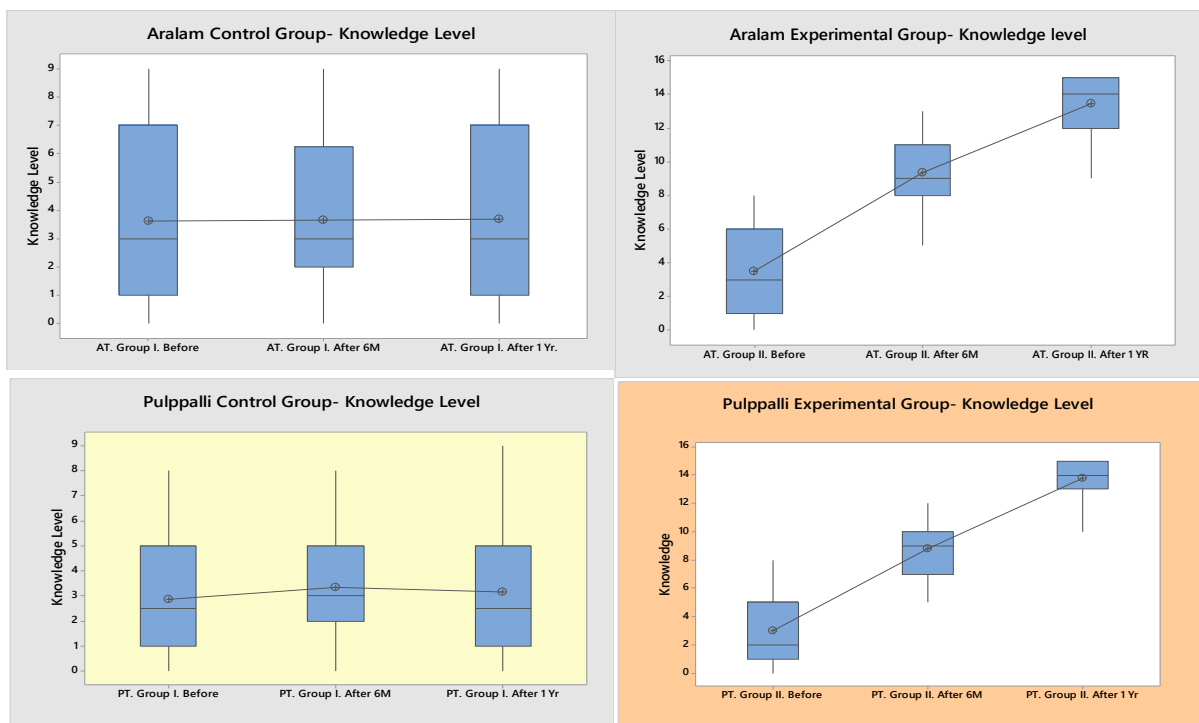 Aralam Control Group- Knowledge Level
9
8
7
6
5
4
3
2
1
0
Knowledge Level
AT. Group I. Before
AT. Group I. After 6M
AT. Group I. After 1 Yr.
Aralam Experimental Group- Knowledge level
16
14
12
10
8
6
4
2
0
Knowledge Level
AT. Group II. Before
AT. Group II. After 6M
AT. Group II. After 1 YR
Pulppalli Control Group- Knowledge Level
9
8
7
6
5
4
3
2
1
0
Knowledge Level
PT. Group I. Before
PT. Group I. After 6M
PT. Group I. After 1 Yr
Pulppalli Experimental Group- Knowledge Level
16
14
12
10
8
6
4
2
0
Knowledge
PT. Group II. Before
PT. Group II. After 6M
PT. Group II. After 1 Yr